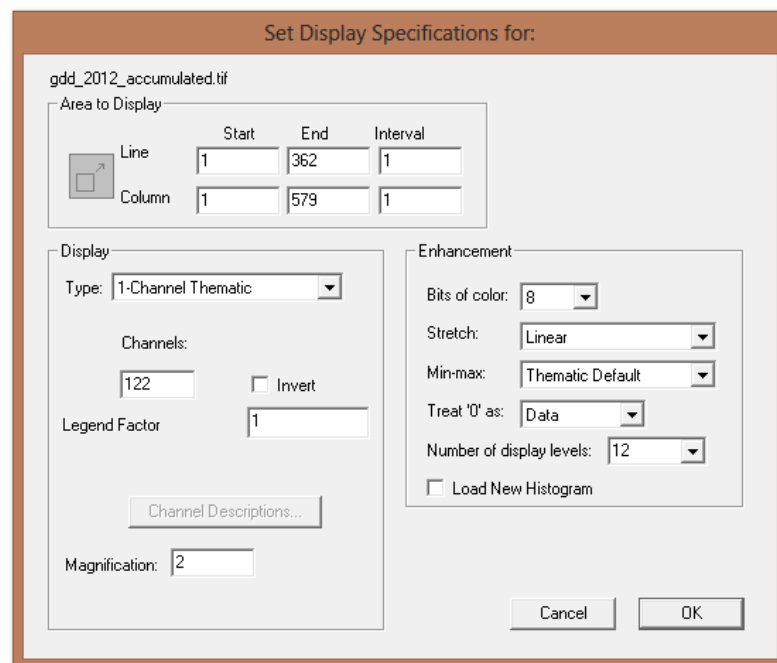 Set Display Specifications for:
gdd_2012_accumulated.tif
Area to Display
Start End Interval
Line 1 362 1
Column 1 579 1
Display
Type: 1-Channel Thematic
Channels:
122 Invert
Legend Factor 1
Channel Descriptions...
Magnification: 2
Enhancement
Bits of color: 8
Stretch: Linear
Min-max: Thematic Default
Treat '0' as: Data
Number of display levels: 12
Load New Histogram
Cancel OK